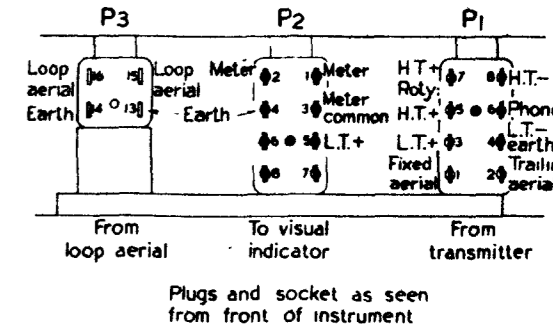 P3 P2 P1
Loop aerial 16 15 Loop aerial
Earth 14 13 Earth
Meter 2 1 Meter
4 3 Meter common
6 5 L.T.+
8 7
H.T.+ Roty. 7 8 H.T.-
H.T.+ 5 6 Phone
L.T.+ 3 4 L.T.- earth
Fixed aerial 1 2 aerial
From loop aerial
To visual indicator
From transmitter
Plugs and socket as seen
from front of instrument